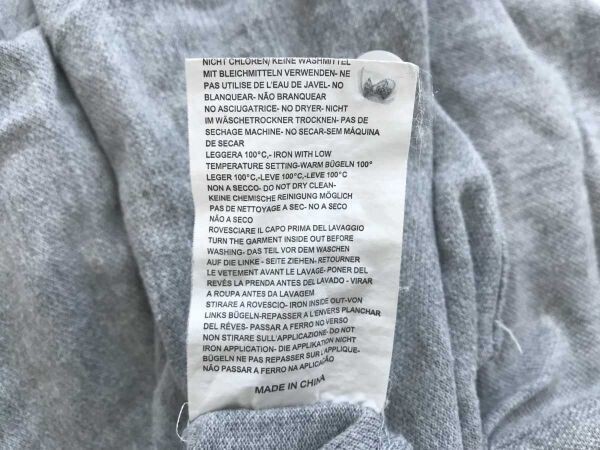 NICHT CHLOREN/ KEINE WASHMITTEL
MIT BLEICHMITTELN VERWENDEN- NE
PAS UTILISE DE L'EAU DE JAVEL- NO
BLANQUEAR- NÃO BRANQUEAR
NO ASCIUGATRICE- NO DRYER- NICHT
IM WÄSCHETROCKNER TROCKNEN- PAS DE
SECHAGE MACHINE- NO SECAR-SEM MÁQUINA
DE SECAR
LEGGERA 100°C,- IRON WITH LOW
TEMPERATURE SETTING-WARM BÜGELN 100°
LEGER 100°C,-LEVE 100°C,-LEVE 100°C
NON A SECCO- DO NOT DRY CLEAN-
KEINE CHEMISCHE REINIGUNG MÖGLICH
PAS DE NETTOYAGE A SEC- NO A SECO
NÃO A SECO
ROVESCIARE IL CAPO PRIMA DEL LAVAGGIO
TURN THE GARMENT INSIDE OUT BEFORE
WASHING- DAS TEIL VOR DEM WASCHEN
AUF DIE LINKE - SEITE ZIEHEN- RETOURNER
LE VETEMENT AVANT LE LAVAGE- PONER DEL
REVÉS LA PRENDA ANTES DEL LAVADO - VIRAR
A ROUPA ANTES DA LAVAGEM
STIRARE A ROVESCIO- IRON INSIDE OUT-VON
LINKS BÜGELN-REPASSER A L'ENVERS PLANCHAR
DEL RÉVES- PASSAR A FERRO NO VERSO
NON STIRARE SULL'APPLICAZIONE- DO NOT
IRON APPLICATION- DIE APPLIKATION NICHT
BÜGELN NE PAS REPASSER SUR L'APPLIQUE-
NÃO PASSAR A FERRO NA APLICAÇÃO
MADE IN CHINA